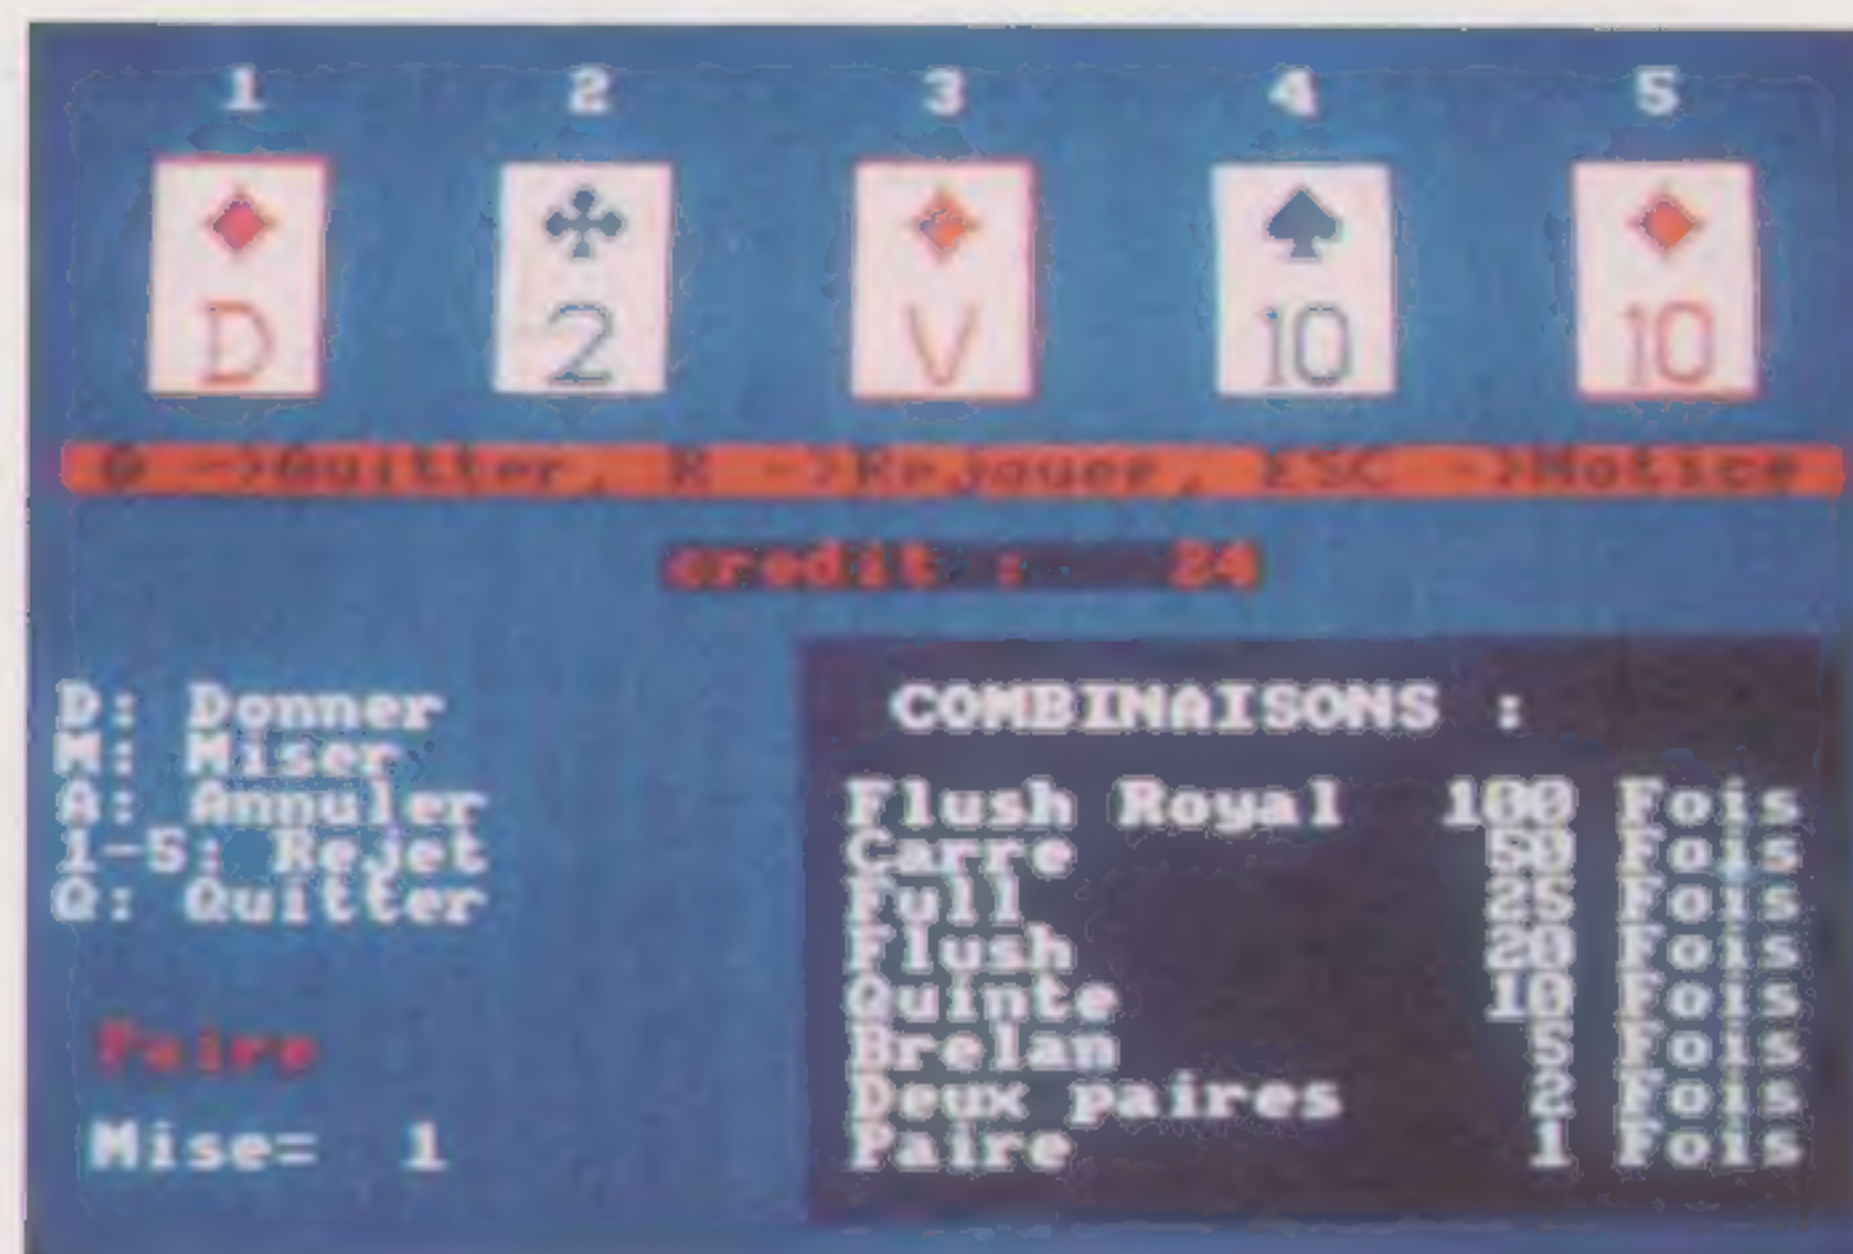 1 2 3 4 5
D 2 V 10 10
Q ->Quitter, R ->Rejouer, ESC ->Notice
credit : 24
D: Donner
M: Miser
A: Annuler
1-5: Rejet
Q: Quitter
Paire
Mise= 1
COMBINAISONS :
Flush Royal 100 Fois
Carre 50 Fois
Full 25 Fois
Flush 20 Fois
Quinte 10 Fois
Brelan 5 Fois
Deux paires 2 Fois
Paire 1 Fois